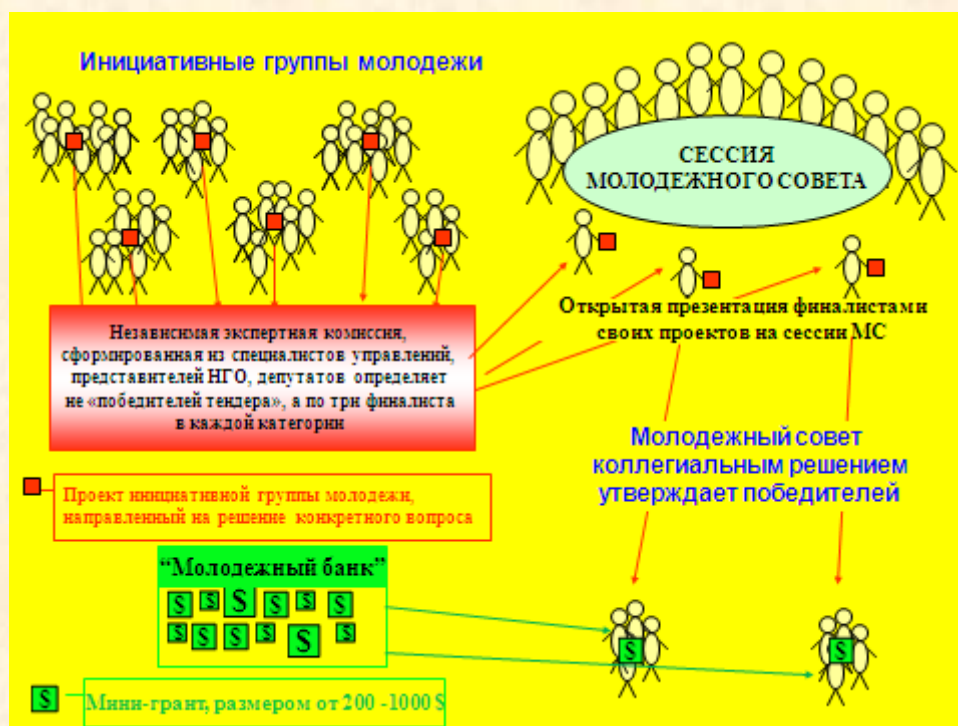 Инициативные группы молодежи
СЕССИЯ
МОЛОДЕЖНОГО СОВЕТА
Открытая презентация финалистами
своих проектов на сессии МС
Независимая экспертная комиссия,
сформированная из специалистов управлений,
представителей НГО, депутатов определяет
не «победителей тендера», а по три финалиста
в каждой категории
Молодежный совет
коллегиальным решением
утверждает победителей
Проект инициативной группы молодежи,
направленный на решение конкретного вопроса
“Молодежный банк”
$ $ $ $ $ $
$ $ $ $ $ $
$ $
$ Мини-грант, размером от 200 -1000 $